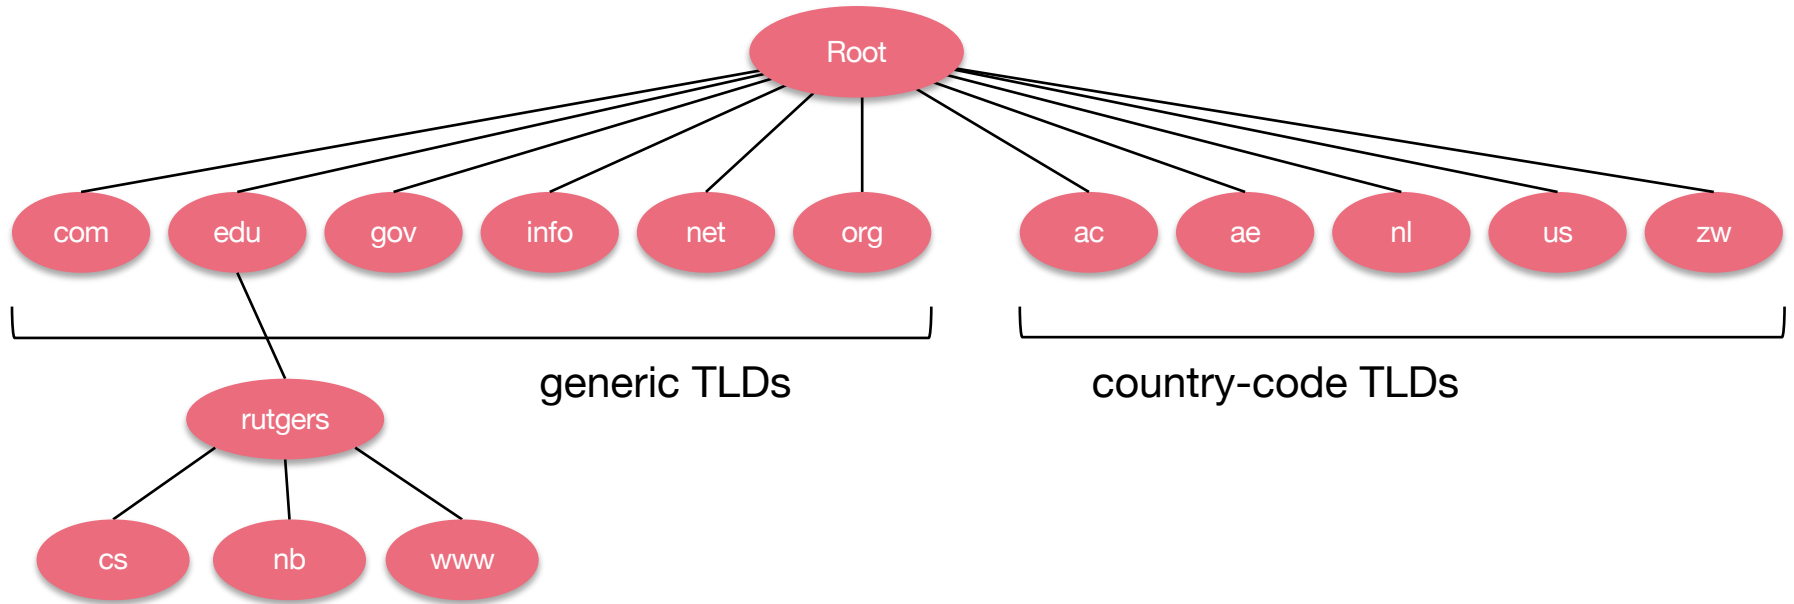 Root
com edu gov info net org ac ae nl us zw
generic TLDs country-code TLDs
rutgers
cs nb www